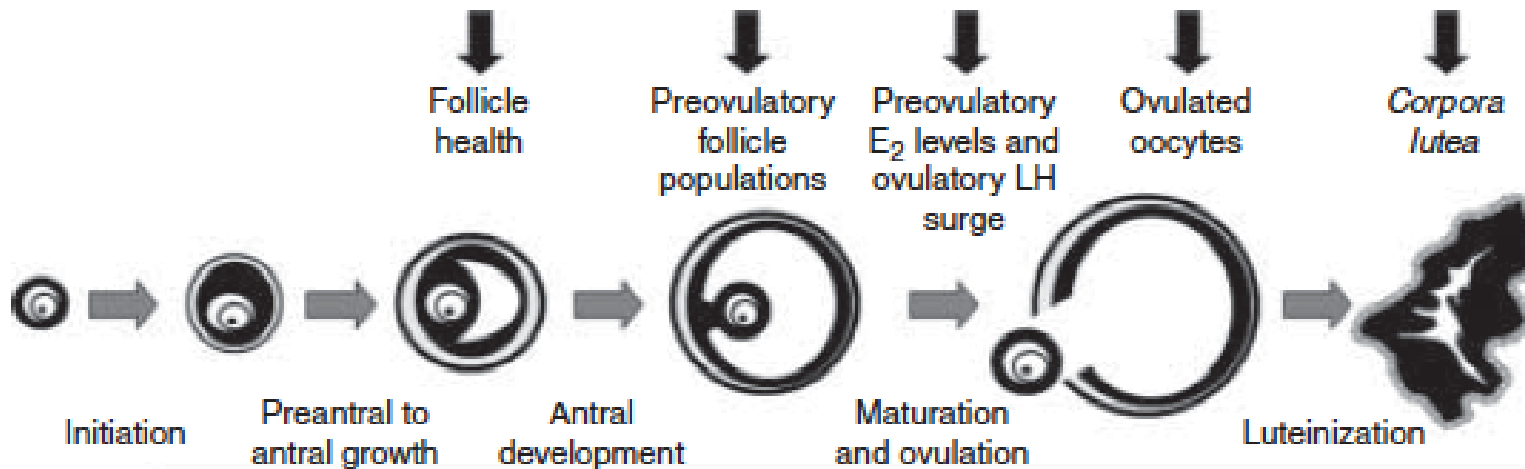 Follicle
health
Preovulatory
follicle
populations
Preovulatory
E₂ levels and
ovulatory LH
surge
Ovulated
oocytes
Corpora
lutea
Initiation
Preantral to
antral growth
Antral
development
Maturation
and ovulation
Luteinization